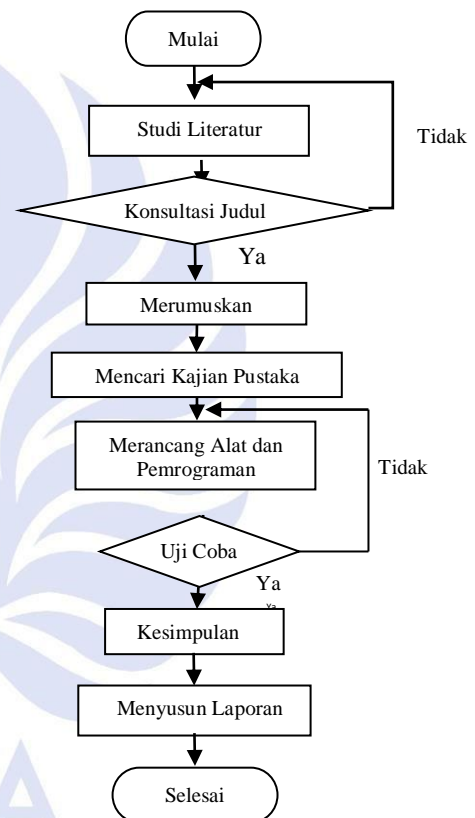 Mulai
Studi Literatur
Tidak
Konsultasi Judul
Ya
Merumuskan
Mencari Kajian Pustaka
Merancang Alat dan
Pemrograman
Tidak
Uji Coba
Ya
Ya
Kesimpulan
Menyusun Laporan
Selesai